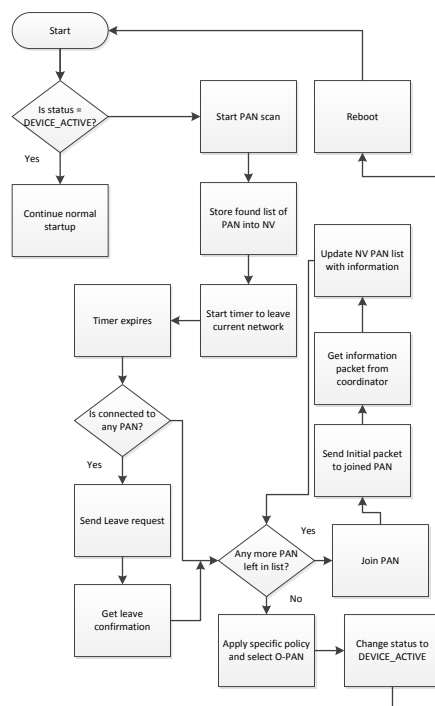 Start
Is status =
DEVICE_ACTIVE?
Start PAN scan
Reboot
Yes
Continue normal
startup
Store found list of
PAN into NV
Update NV PAN list
with information
Timer expires
Start timer to leave
current network
Get information
packet from
coordinator
Is connected to
any PAN?
Yes
Send Initial packet
to joined PAN
Send Leave request
Any more PAN
left in list?
Yes
Join PAN
Get leave
confirmation
No
Apply specific policy
and select O-PAN
Change status to
DEVICE_ACTIVE